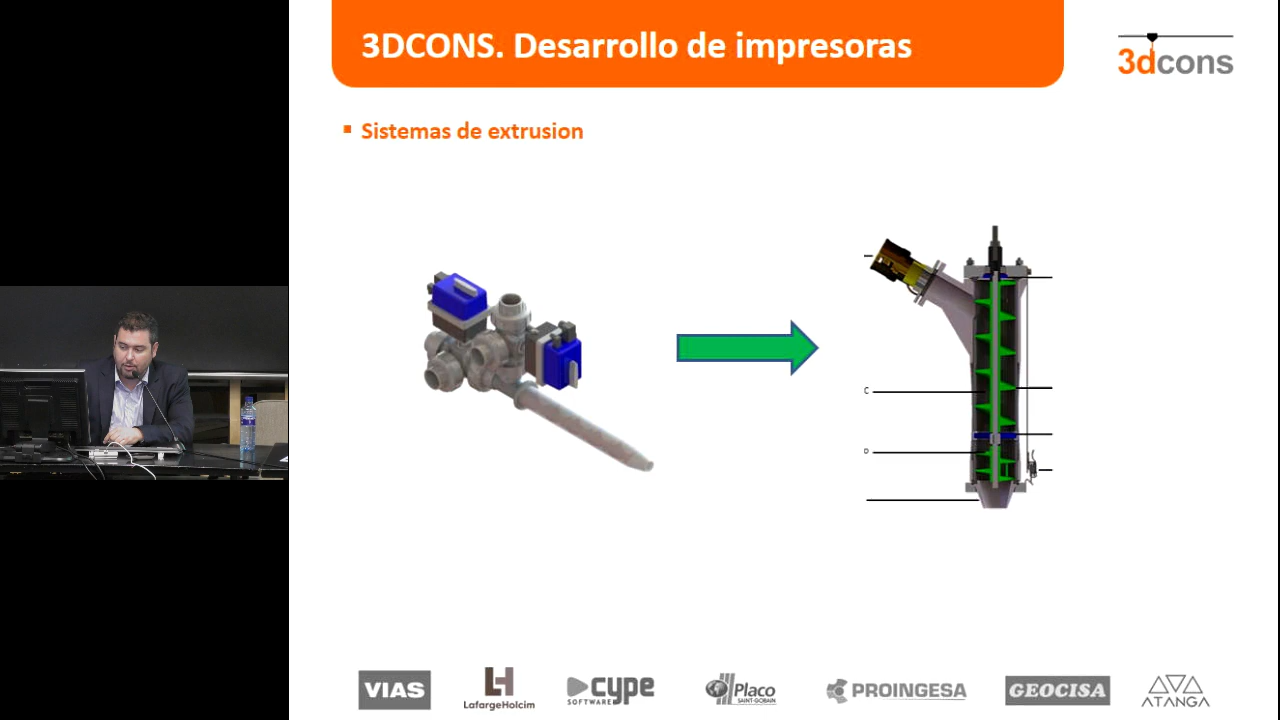 3DCONS. Desarrollo de impresoras
3dcons
Sistemas de extrusion
C
VIAS
LafargeHolcim
cype
SOFTWARE
Placo
SAINT-GOBAIN
PROINGESA
GEOCISA
ATANGA